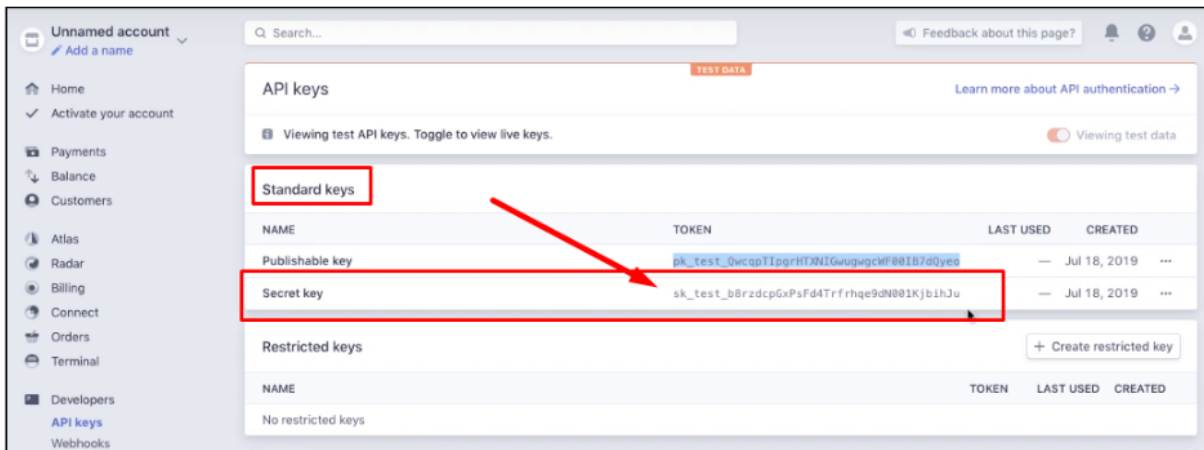 Unnamed account
Add a name
Search...
Feedback about this page?
Home
Activate your account
Payments
Balance
Customers
Atlas
Radar
Billing
Connect
Orders
Terminal
Developers
API keys
Webhooks
TEST DATA
API keys
Learn more about API authentication →
Viewing test API keys. Toggle to view live keys.
Viewing test data
Standard keys
NAME TOKEN LAST USED CREATED
Publishable key pk_test_QwcqpTIpgrHTXNIGwugwgcWF00IB7dQyeo — Jul 18, 2019 ...
Secret key sk_test_b8rzdcpGxPsFd4Trfrhqe9dN001KjbihJu — Jul 18, 2019 ...
Restricted keys
+ Create restricted key
NAME TOKEN LAST USED CREATED
No restricted keys